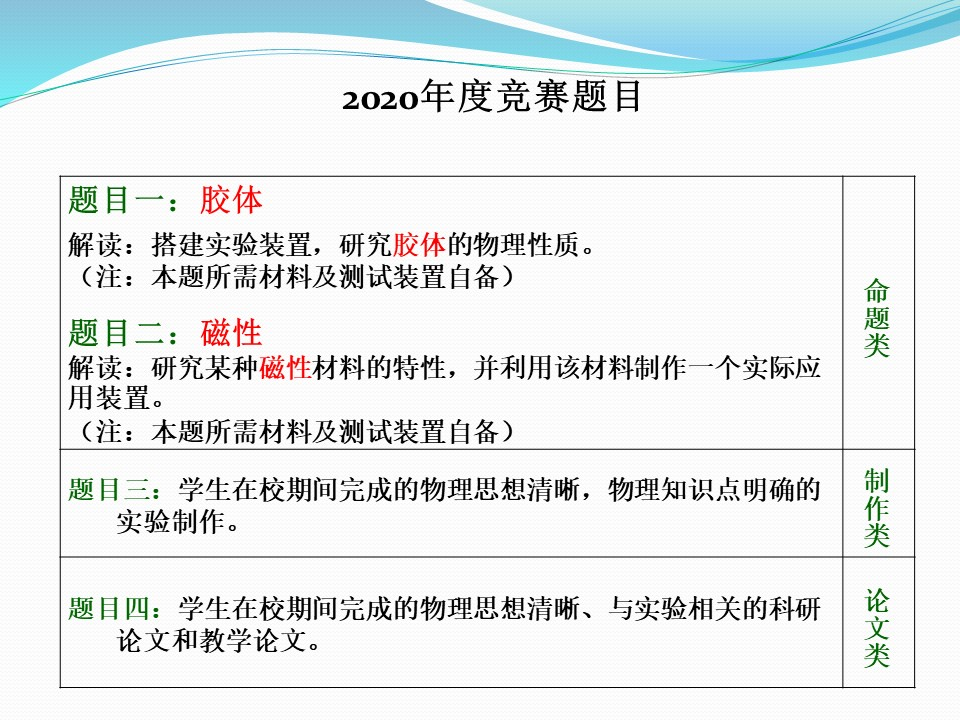 2020年度竞赛题目
题目一：胶体
解读：搭建实验装置，研究胶体的物理性质。
（注：本题所需材料及测试装置自备）
题目二：磁性
解读：研究某种磁性材料的特性，并利用该材料制作一个实际应
用装置。
（注：本题所需材料及测试装置自备）
命题类
题目三：学生在校期间完成的物理思想清晰，物理知识点明确的
实验制作。
制作类
题目四：学生在校期间完成的物理思想清晰、与实验相关的科研
论文和教学论文。
论文类